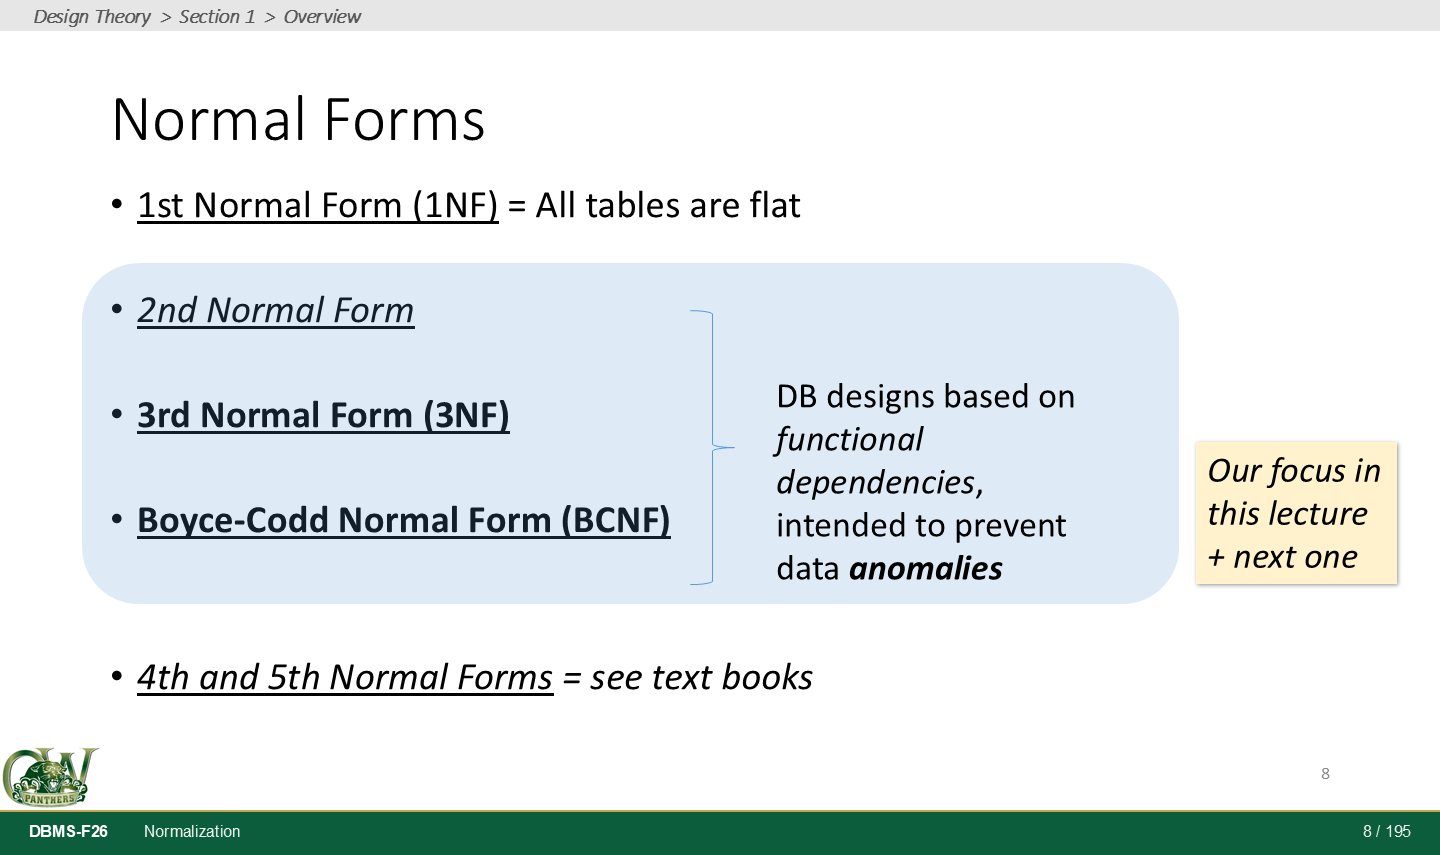 Design Theory > Section 1 > Overview
Normal Forms
• 1st Normal Form (1NF) = All tables are flat
• 2nd Normal Form
• 3rd Normal Form (3NF)
• Boyce-Codd Normal Form (BCNF)
DB designs based on
functional
dependencies,
intended to prevent
data anomalies
Our focus in
this lecture
+ next one
• 4th and 5th Normal Forms = see text books
8
OW
PANTHERS
DBMS-F26 Normalization 8 / 195